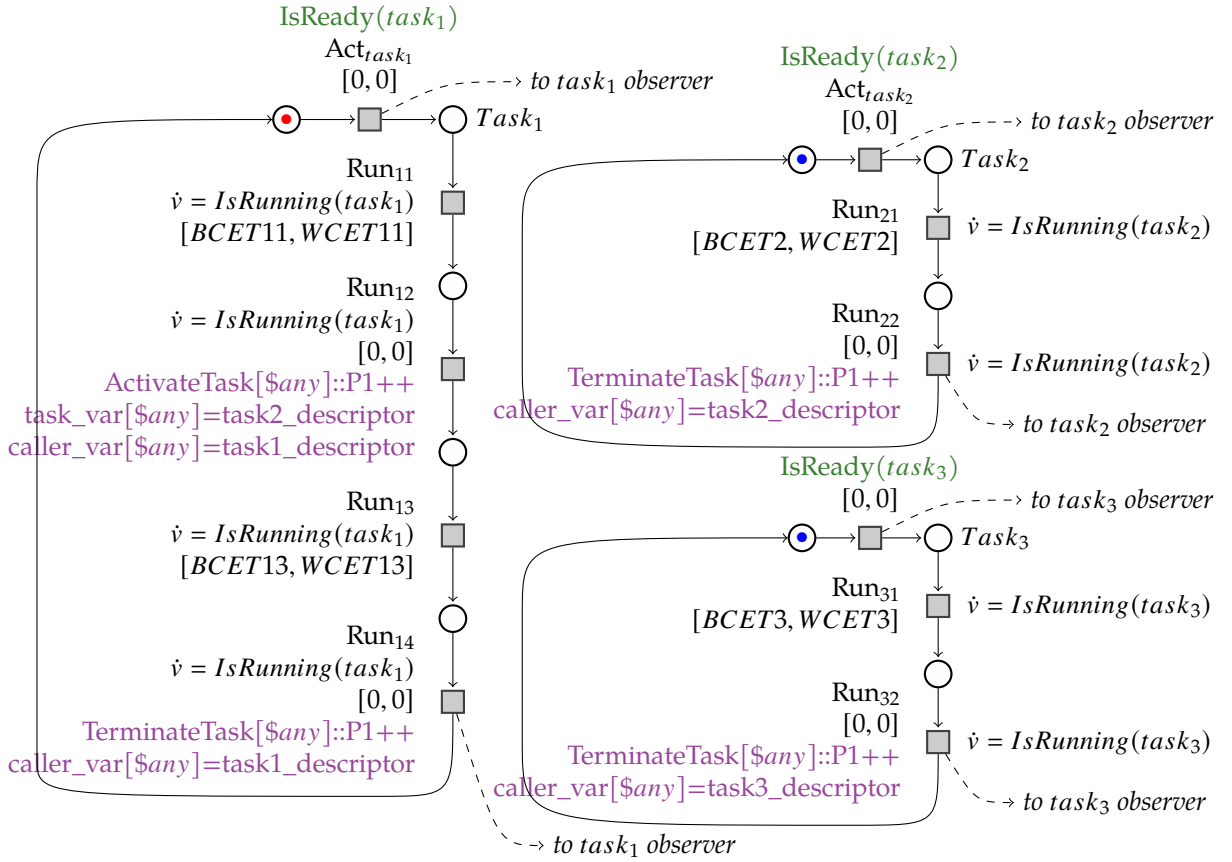 IsReady(task₁)
Act_task₁
[0, 0]
to task₁ observer
Task₁
Run₁₁
v̇ = IsRunning(task₁)
[BCET11, WCET11]
Run₁₂
v̇ = IsRunning(task₁)
[0, 0]
ActivateTask[$any]::P1++
task_var[$any]=task2_descriptor
caller_var[$any]=task1_descriptor
Run₁₃
v̇ = IsRunning(task₁)
[BCET13, WCET13]
Run₁₄
v̇ = IsRunning(task₁)
[0, 0]
TerminateTask[$any]::P1++
caller_var[$any]=task1_descriptor
to task₁ observer
IsReady(task₂)
Act_task₂
[0, 0]
to task₂ observer
Task₂
Run₂₁
[BCET2, WCET2]
v̇ = IsRunning(task₂)
Run₂₂
[0, 0]
v̇ = IsRunning(task₂)
TerminateTask[$any]::P1++
caller_var[$any]=task2_descriptor
to task₂ observer
IsReady(task₃)
[0, 0]
to task₃ observer
Task₃
Run₃₁
[BCET3, WCET3]
v̇ = IsRunning(task₃)
Run₃₂
[0, 0]
v̇ = IsRunning(task₃)
TerminateTask[$any]::P1++
caller_var[$any]=task3_descriptor
to task₃ observer